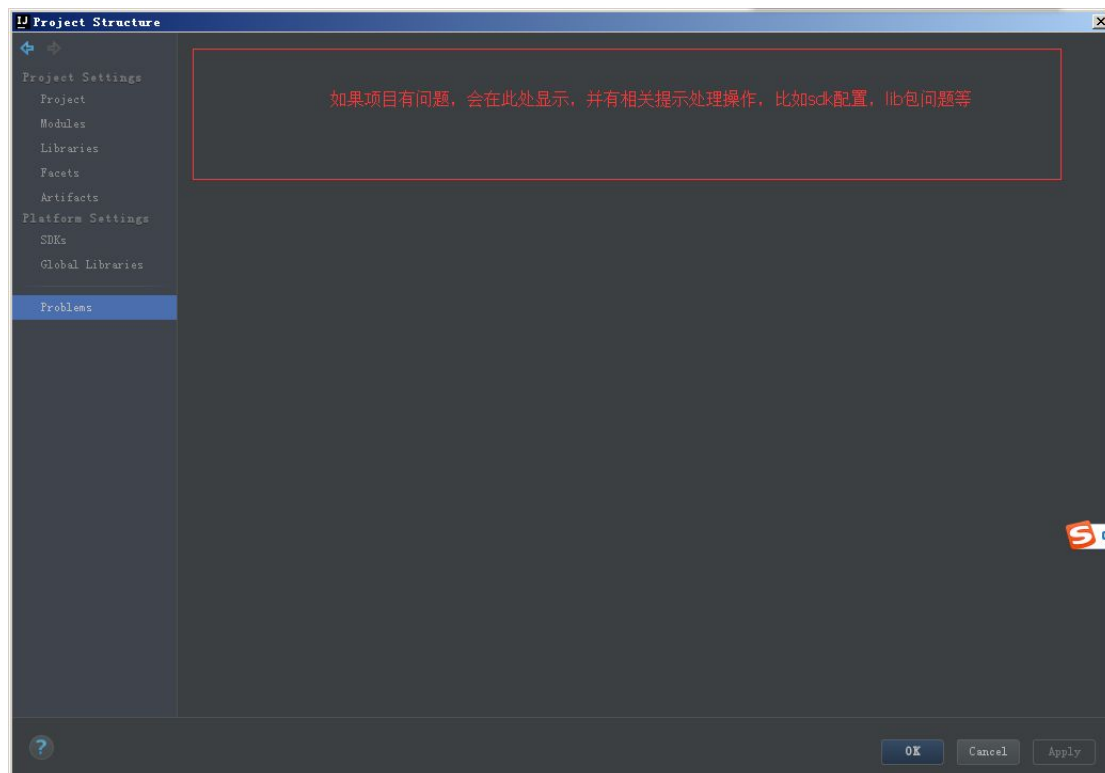 Project Structure
Project Settings
Project
Modules
Libraries
Facets
Artifacts
Platform Settings
SDKs
Global Libraries
Problems
如果项目有问题，会在此处显示，并有相关提示处理操作，比如sdk配置，lib包问题等
OK
Cancel
Apply